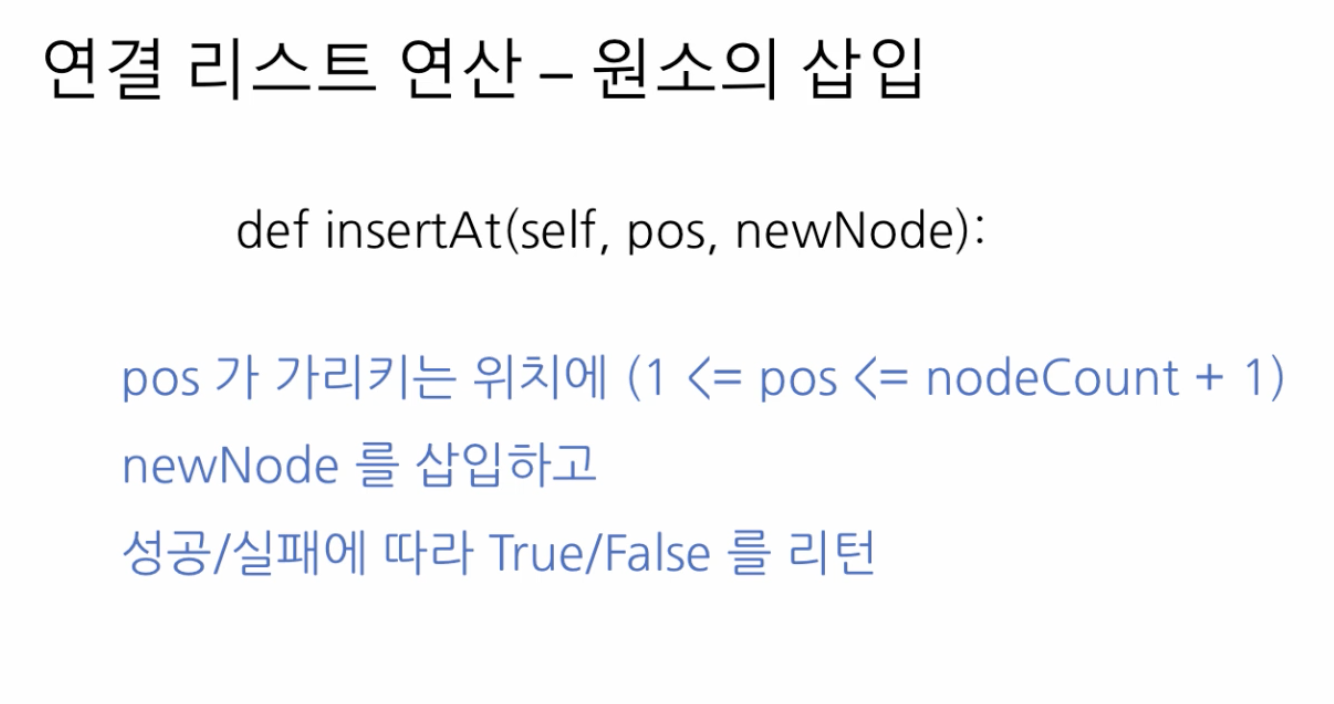 연결 리스트 연산 – 원소의 삽입
def insertAt(self, pos, newNode):
pos 가 가리키는 위치에 (1 <= pos <= nodeCount + 1)
newNode 를 삽입하고
성공/실패에 따라 True/False 를 리턴